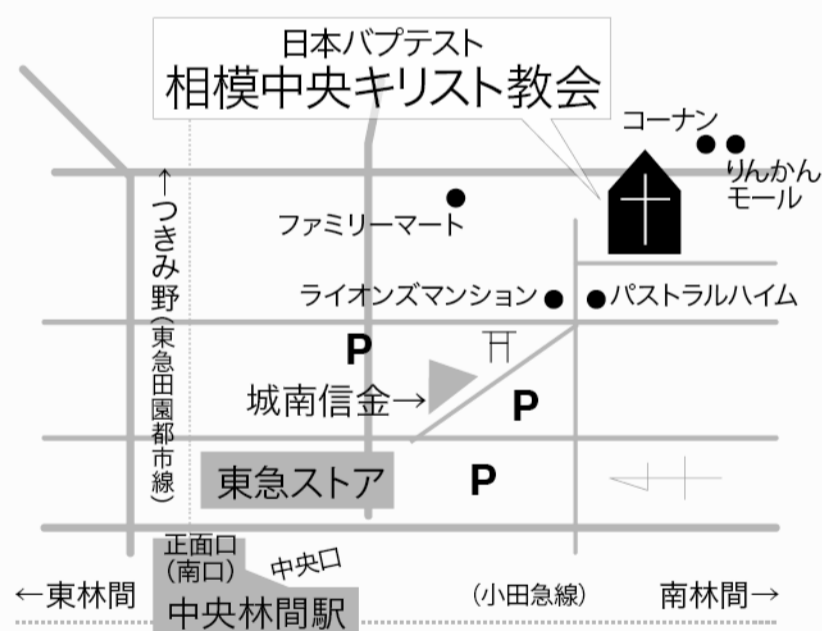 日本バプテスト
相模中央キリスト教会
コーナン
りんかん
モール
ファミリーマート
ライオンズマンション
パストラルハイム
↑つきみ野(東急田園都市線)
P
城南信金→
P
東急ストア
P
正面口
(南口)
中央口
←東林間
中央林間駅
(小田急線)
南林間→